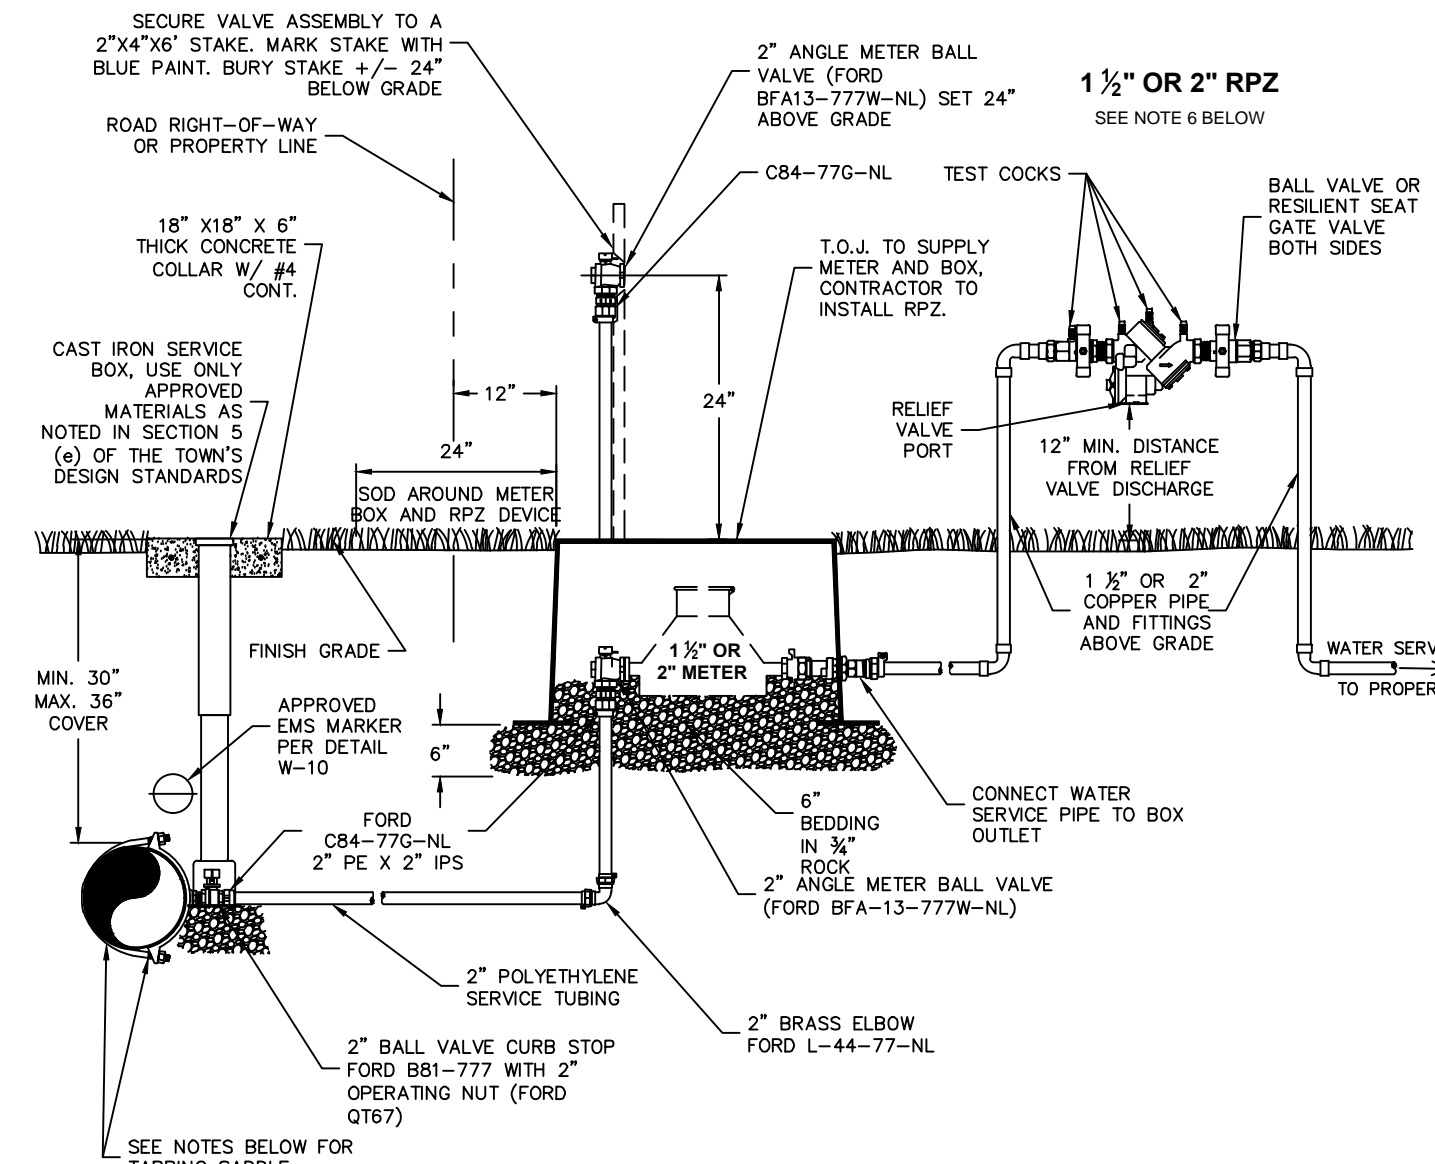 SECURE VALVE ASSEMBLY TO A
2"X4"X6' STAKE. MARK STAKE WITH
BLUE PAINT. BURY STAKE +/- 24"
BELOW GRADE
2" ANGLE METER BALL
VALVE (FORD
BFA13-777W-NL) SET 24"
ABOVE GRADE
1 ½" OR 2" RPZ
SEE NOTE 6 BELOW
ROAD RIGHT-OF-WAY
OR PROPERTY LINE
C84-77G-NL
TEST COCKS
BALL VALVE OR
RESILIENT SEAT
GATE VALVE
BOTH SIDES
18" X18" X 6"
THICK CONCRETE
COLLAR W/ #4
CONT.
T.O.J. TO SUPPLY
METER AND BOX,
CONTRACTOR TO
INSTALL RPZ.
CAST IRON SERVICE
BOX, USE ONLY
APPROVED
MATERIALS AS
NOTED IN SECTION 5
(e) OF THE TOWN'S
DESIGN STANDARDS
12"
24"
24"
RELIEF
VALVE
PORT
12" MIN. DISTANCE
FROM RELIEF
VALVE DISCHARGE
SOD AROUND METER
BOX AND RPZ DEVICE
1 ½" OR 2"
COPPER PIPE
AND FITTINGS
ABOVE GRADE
FINISH GRADE
1 ½" OR
2" METER
WATER SERV
TO PROPER
MIN. 30"
MAX. 36"
COVER
APPROVED
EMS MARKER
PER DETAIL
W-10
6"
FORD
C84-77G-NL
2" PE X 2" IPS
6"
BEDDING
IN ¾"
ROCK
CONNECT WATER
SERVICE PIPE TO BOX
OUTLET
2" ANGLE METER BALL VALVE
(FORD BFA-13-777W-NL)
2" POLYETHYLENE
SERVICE TUBING
2" BRASS ELBOW
FORD L-44-77-NL
2" BALL VALVE CURB STOP
FORD B81-777 WITH 2"
OPERATING NUT (FORD
QT67)
SEE NOTES BELOW FOR
TAPPING SADDLE